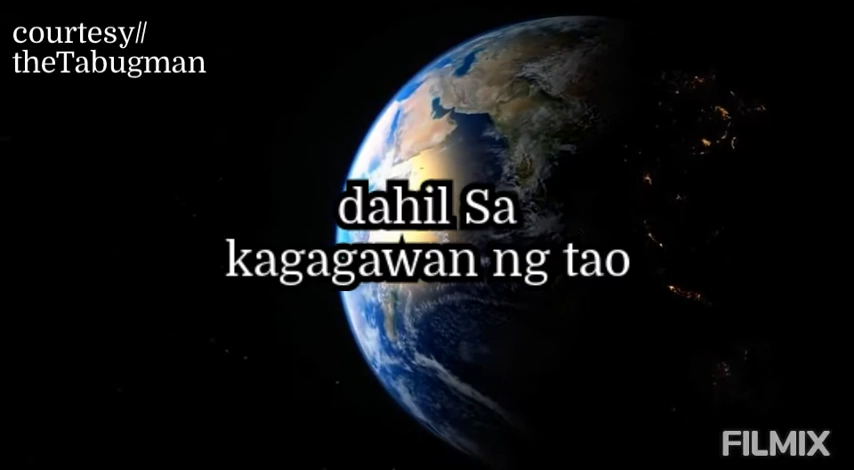 courtesy//
theTabugman
dahil Sa
kagagawan ng tao
FILMIX